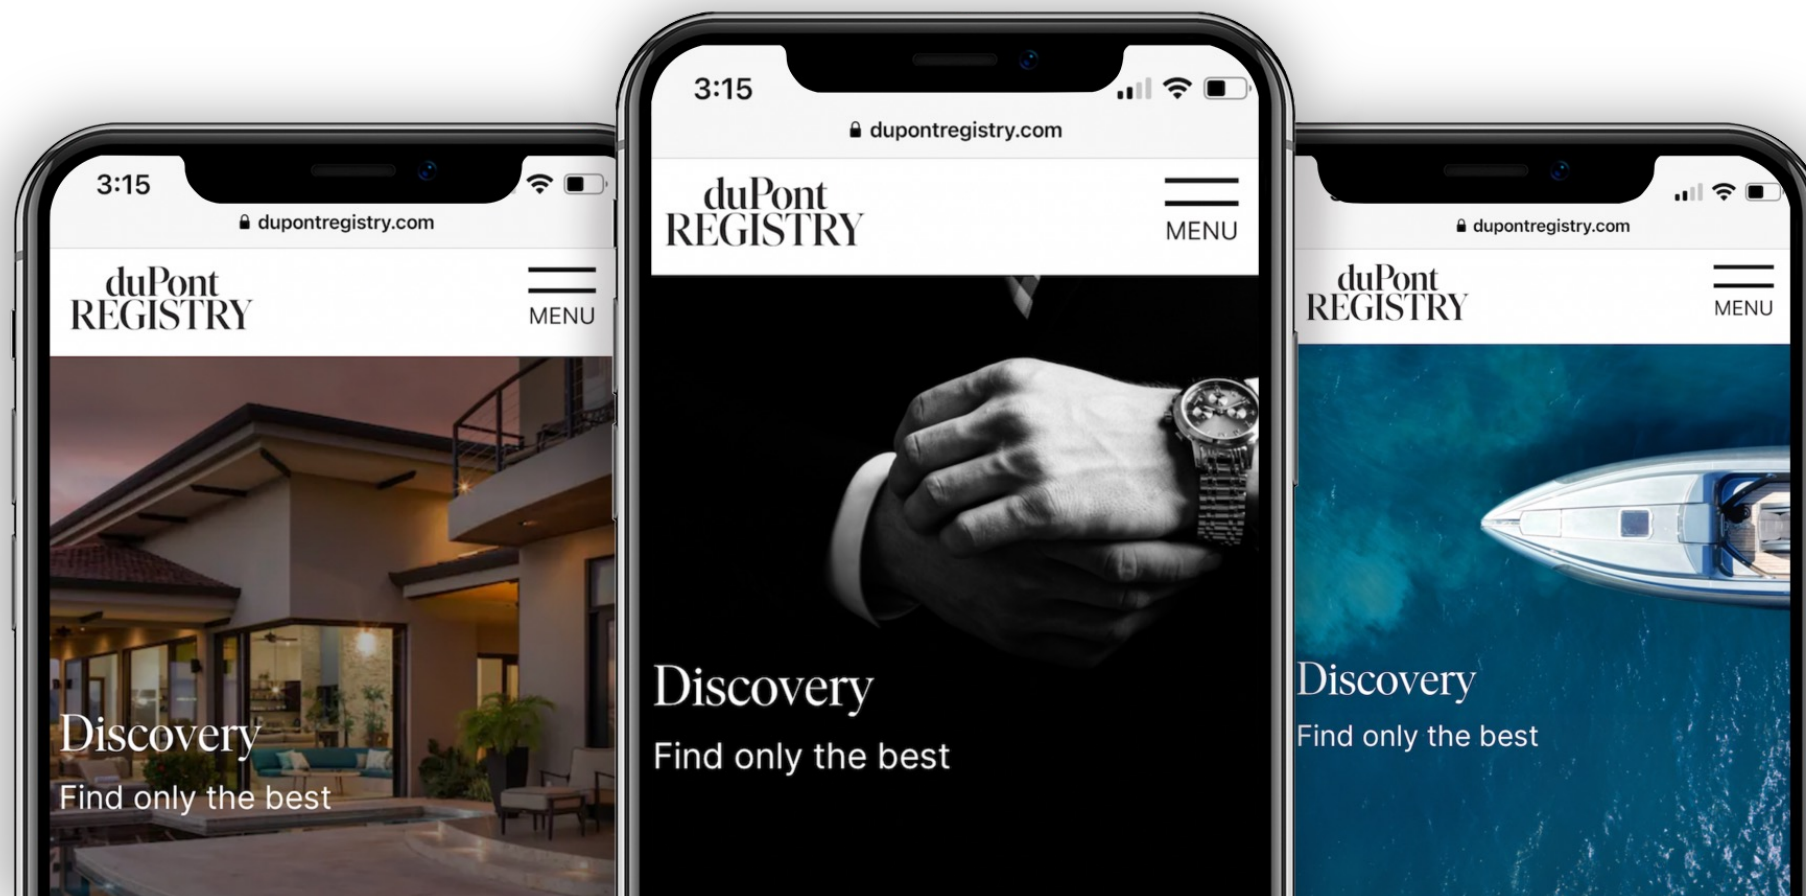 3:15
dupontregistry.com
duPont
REGISTRY
MENU
Discovery
Find only the best
3:15
dupontregistry.com
duPont
REGISTRY
MENU
Discovery
Find only the best
dupontregistry.com
duPont
REGISTRY
MENU
Discovery
Find only the best